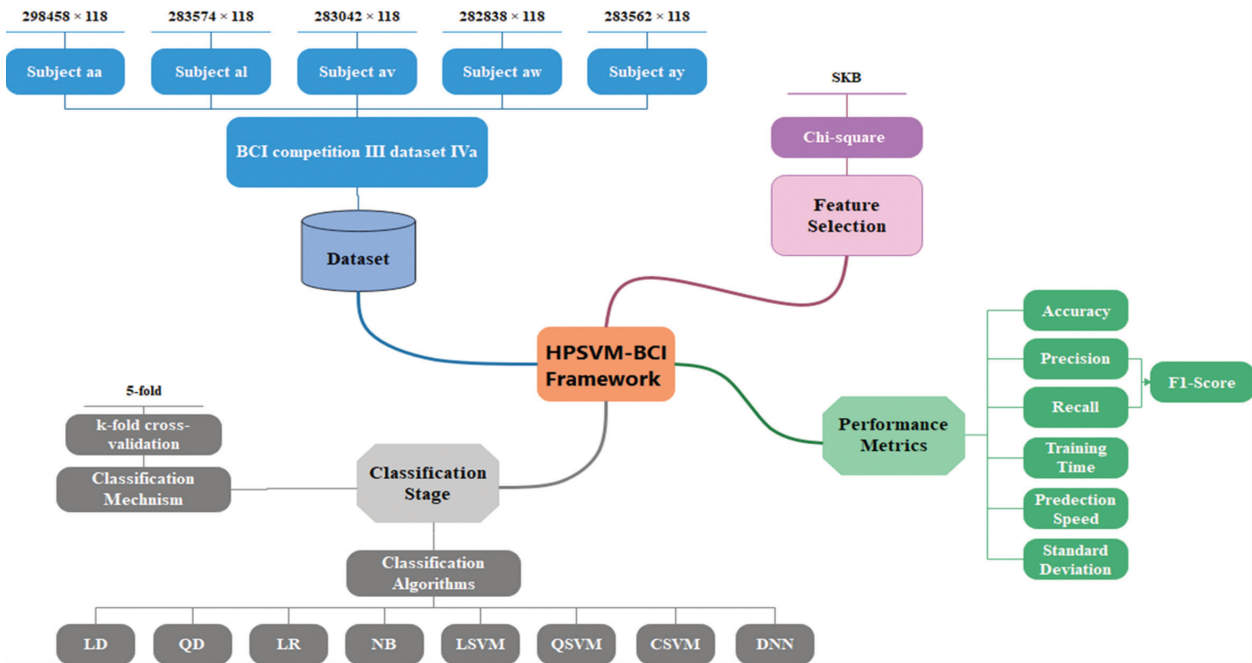 298458 × 118
283574 × 118
283042 × 118
282838 × 118
283562 × 118
Subject aa
Subject al
Subject av
Subject aw
Subject ay
BCI competition III dataset IVa
Dataset
SKB
Chi-square
Feature
Selection
HPSVM-BCI
Framework
Performance
Metrics
Accuracy
Precision
Recall
F1-Score
Training
Time
Predection
Speed
Standard
Deviation
5-fold
k-fold cross-
validation
Classification
Mechnism
Classification
Stage
Classification
Algorithms
LD
QD
LR
NB
LSVM
QSVM
CSVM
DNN